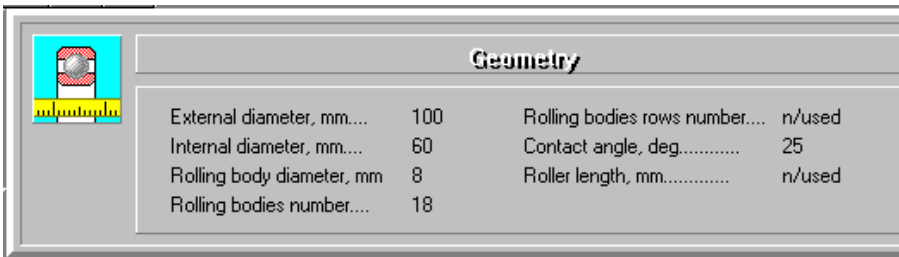 Geometry
External diameter, mm.... 100 Rolling bodies rows number.... n/used
Internal diameter, mm.... 60 Contact angle, deg............ 25
Rolling body diameter, mm 8 Roller length, mm............. n/used
Rolling bodies number.... 18